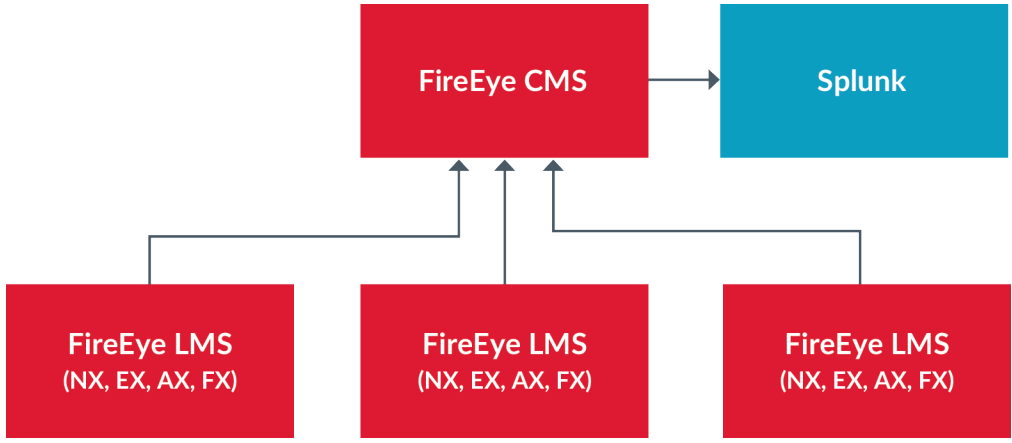 FireEye CMS
Splunk
FireEye LMS
(NX, EX, AX, FX)
FireEye LMS
(NX, EX, AX, FX)
FireEye LMS
(NX, EX, AX, FX)